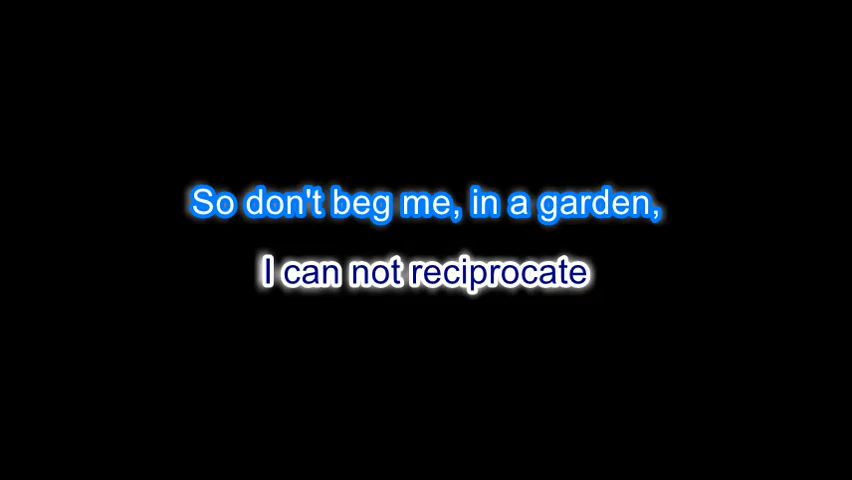 So don't beg me, in a garden,
I can not reciprocate